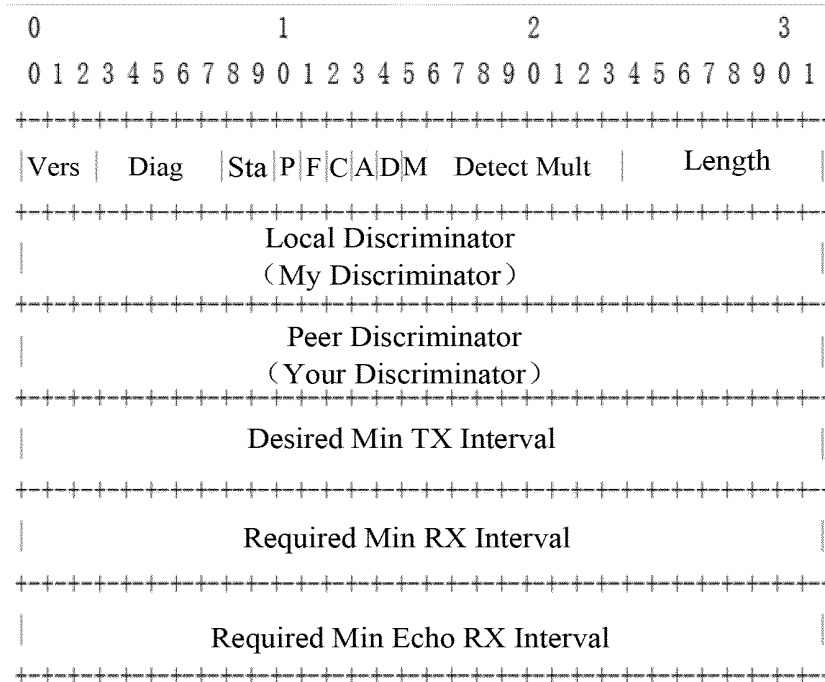 0 1 2 3
0 1 2 3 4 5 6 7 8 9 0 1 2 3 4 5 6 7 8 9 0 1 2 3 4 5 6 7 8 9 0 1
+-+-+-+-+-+-+-+-+-+-+-+-+-+-+-+-+-+-+-+-+-+-+-+-+-+-+-+-+-+-+-+-+
|Vers | Diag |Sta|P|F|C|A|D|M Detect Mult | Length |
+-+-+-+-+-+-+-+-+-+-+-+-+-+-+-+-+-+-+-+-+-+-+-+-+-+-+-+-+-+-+-+-+
Local Discriminator
| （My Discriminator） |
+-+-+-+-+-+-+-+-+-+-+-+-+-+-+-+-+-+-+-+-+-+-+-+-+-+-+-+-+-+-+-+-+
Peer Discriminator
| （Your Discriminator） |
+-+-+-+-+-+-+-+-+-+-+-+-+-+-+-+-+-+-+-+-+-+-+-+-+-+-+-+-+-+-+-+-+
| Desired Min TX Interval |
+-+-+-+-+-+-+-+-+-+-+-+-+-+-+-+-+-+-+-+-+-+-+-+-+-+-+-+-+-+-+-+-+
| Required Min RX Interval |
+-+-+-+-+-+-+-+-+-+-+-+-+-+-+-+-+-+-+-+-+-+-+-+-+-+-+-+-+-+-+-+-+
| Required Min Echo RX Interval |
+-+-+-+-+-+-+-+-+-+-+-+-+-+-+-+-+-+-+-+-+-+-+-+-+-+-+-+-+-+-+-+-+